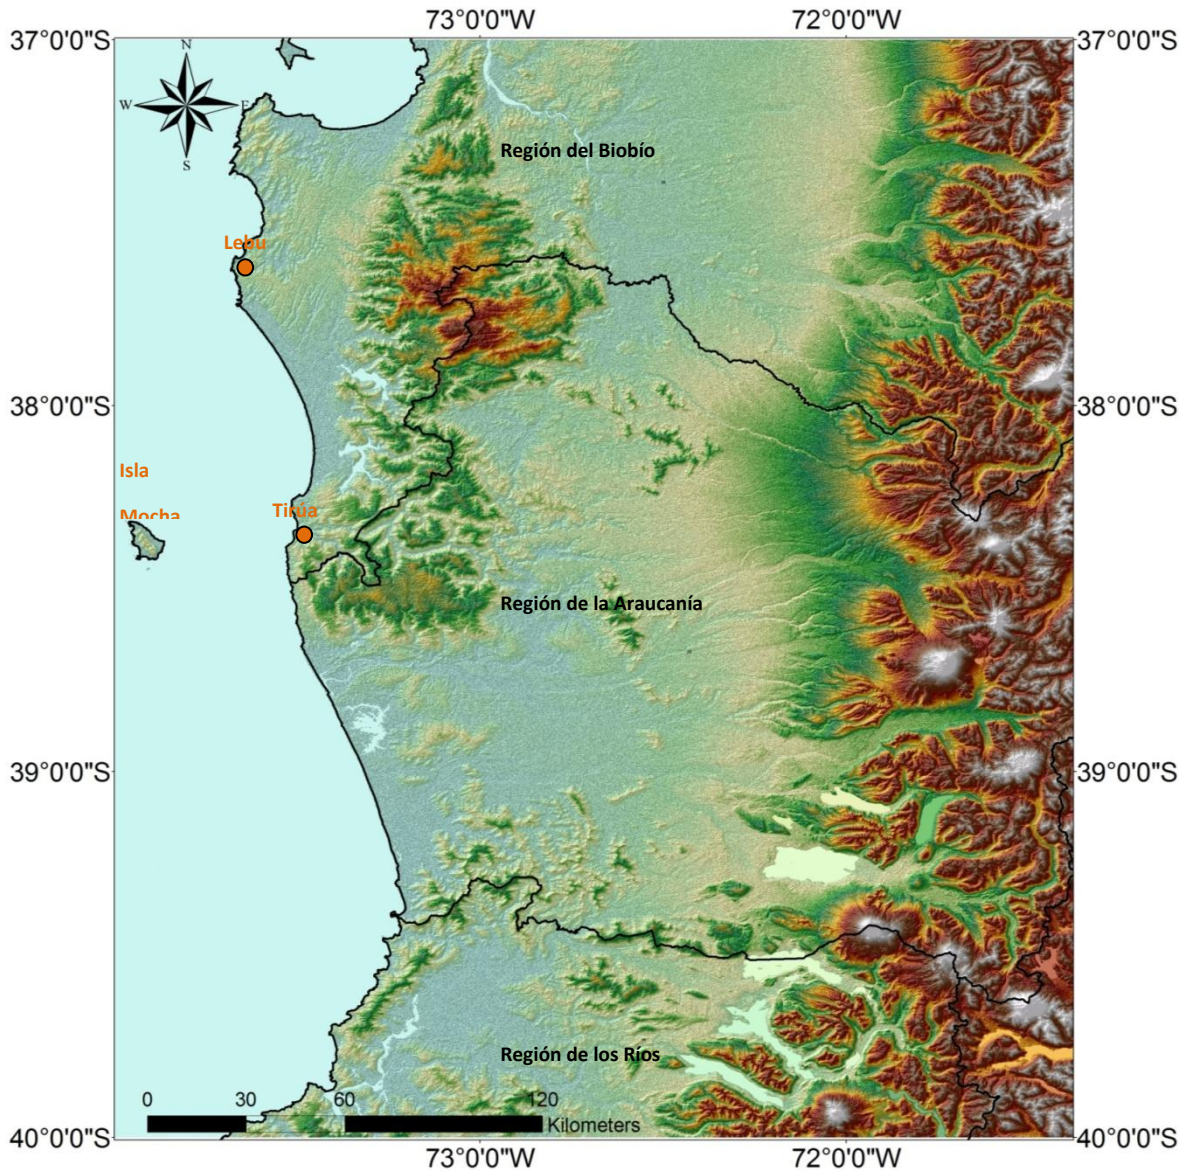 73°0'0"W
72°0'0"W
37°0'0"S
37°0'0"S
N
W
E
S
Región del Biobío
Lebu
38°0'0"S
38°0'0"S
Isla
Mocha
Tirúa
Región de la Araucanía
39°0'0"S
39°0'0"S
Región de los Ríos
0
30
60
120
Kilometers
40°0'0"S
40°0'0"S
73°0'0"W
72°0'0"W